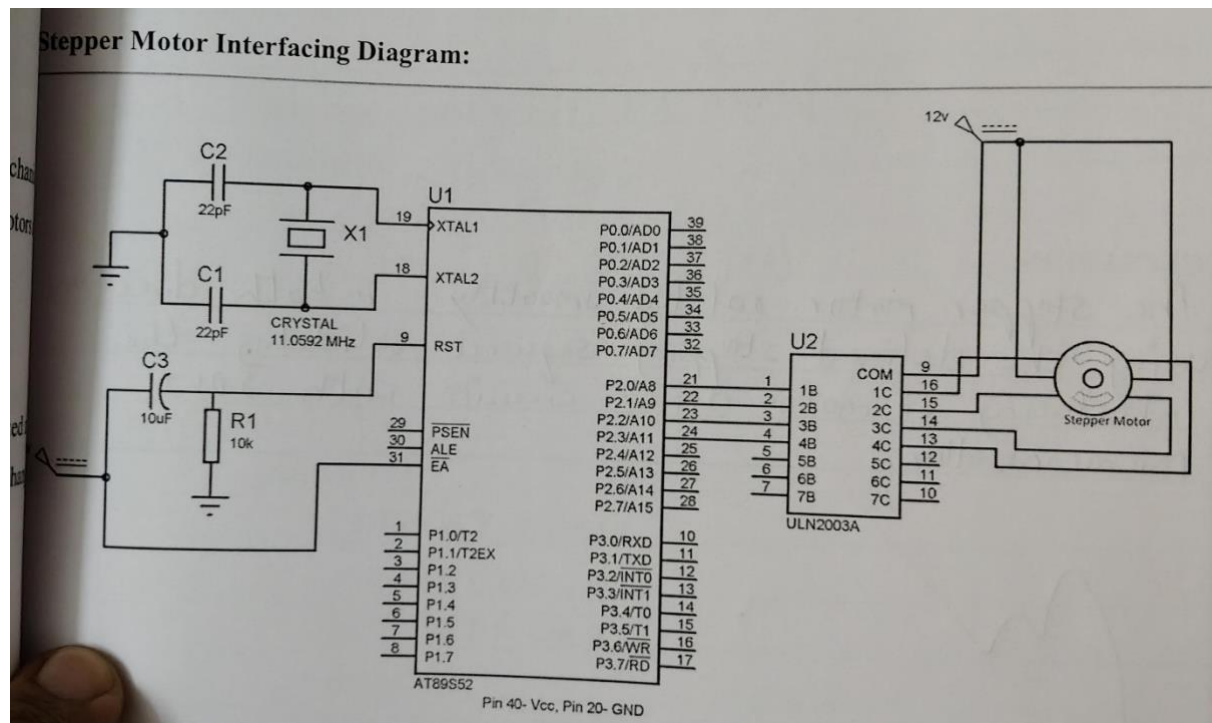 Stepper Motor Interfacing Diagram:
12v
C2
22pF
X1
C1
22pF
CRYSTAL
11.0592 MHz
C3
10uF
R1
10k
U1
19 XTAL1
18 XTAL2
9 RST
29 PSEN
30 ALE
31 EA
1 P1.0/T2
2 P1.1/T2EX
3 P1.2
4 P1.3
5 P1.4
6 P1.5
7 P1.6
8 P1.7
P0.0/AD0 39
P0.1/AD1 38
P0.2/AD2 37
P0.3/AD3 36
P0.4/AD4 35
P0.5/AD5 34
P0.6/AD6 33
P0.7/AD7 32
P2.0/A8 21
P2.1/A9 22
P2.2/A10 23
P2.3/A11 24
P2.4/A12 25
P2.5/A13 26
P2.6/A14 27
P2.7/A15 28
P3.0/RXD 10
P3.1/TXD 11
P3.2/INT0 12
P3.3/INT1 13
P3.4/T0 14
P3.5/T1 15
P3.6/WR 16
P3.7/RD 17
AT89S52
Pin 40- Vcc, Pin 20- GND
U2
1 1B
2 2B
3 3B
4 4B
5 5B
6 6B
7 7B
COM 9
1C 16
2C 15
3C 14
4C 13
5C 12
6C 11
7C 10
ULN2003A
Stepper Motor